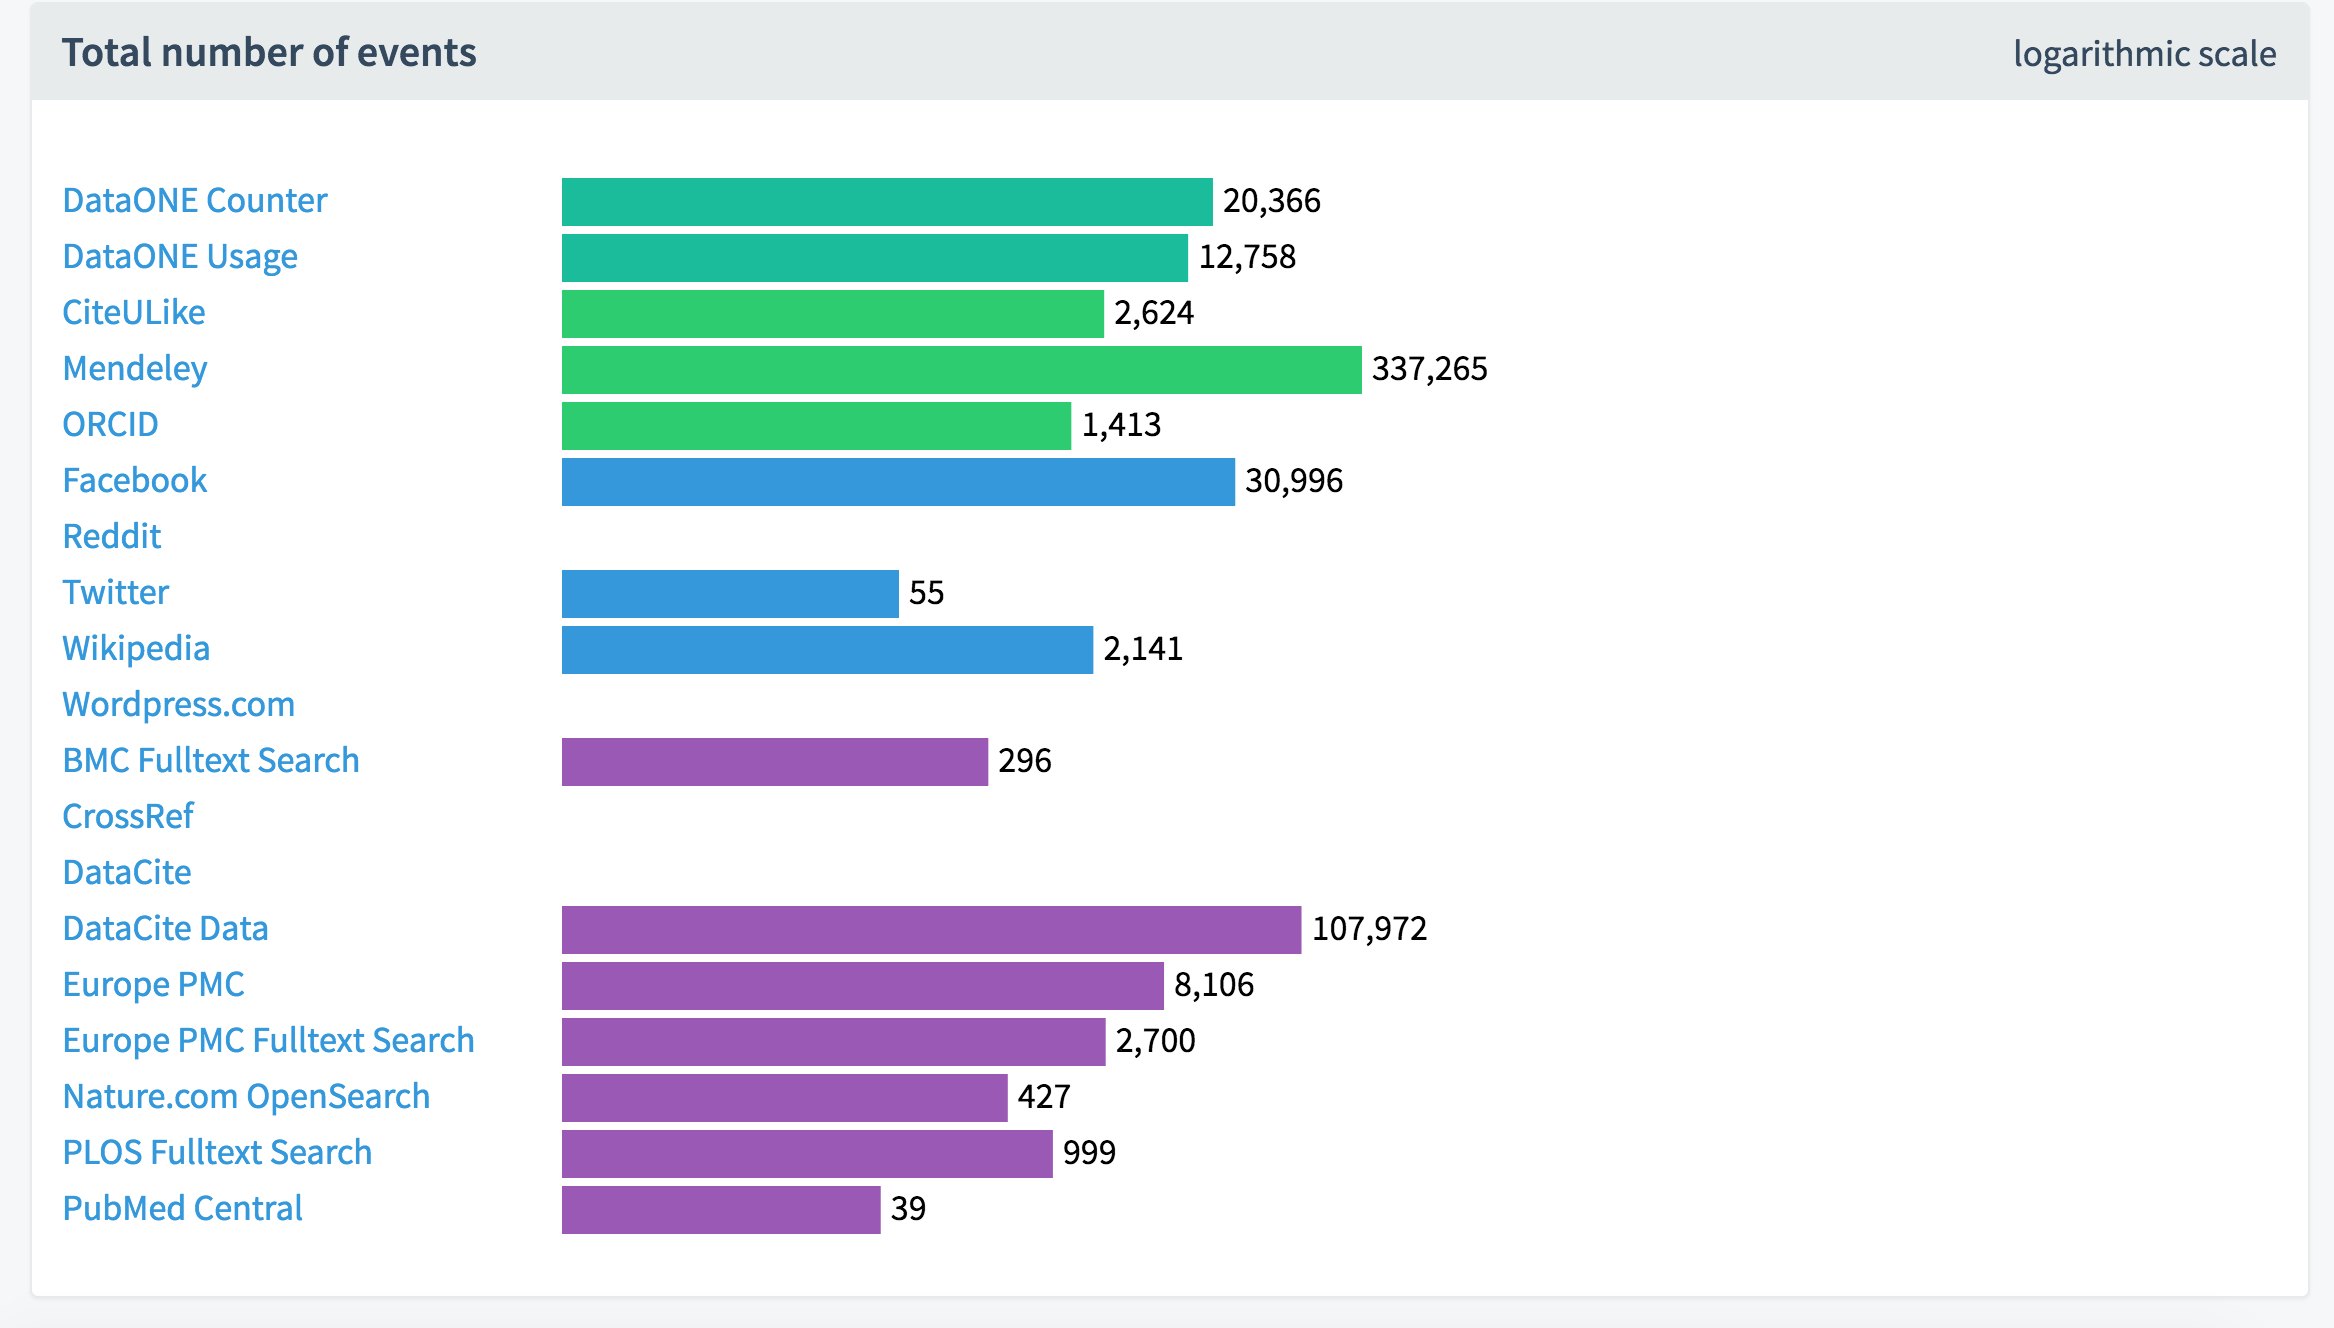 Total number of events
logarithmic scale
DataONE Counter 20,366
DataONE Usage 12,758
CiteULike 2,624
Mendeley 337,265
ORCID 1,413
Facebook 30,996
Reddit
Twitter 55
Wikipedia 2,141
Wordpress.com
BMC Fulltext Search 296
CrossRef
DataCite
DataCite Data 107,972
Europe PMC 8,106
Europe PMC Fulltext Search 2,700
Nature.com OpenSearch 427
PLOS Fulltext Search 999
PubMed Central 39